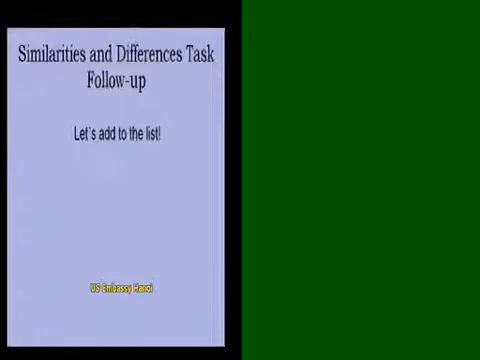 Similarities and Differences Task
Follow-up
Let`s add to the list!
US Embassy Hanoi